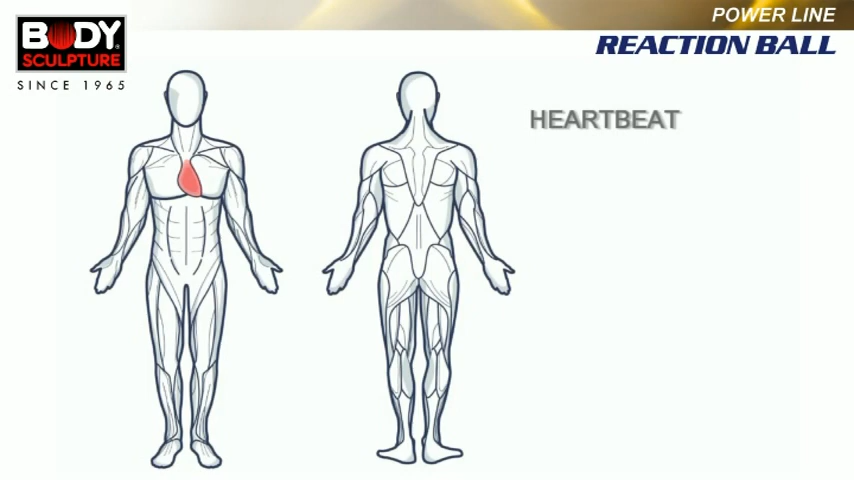 POWER LINE
REACTION BALL
BODY
SCULPTURE®
SINCE 1965
HEARTBEAT